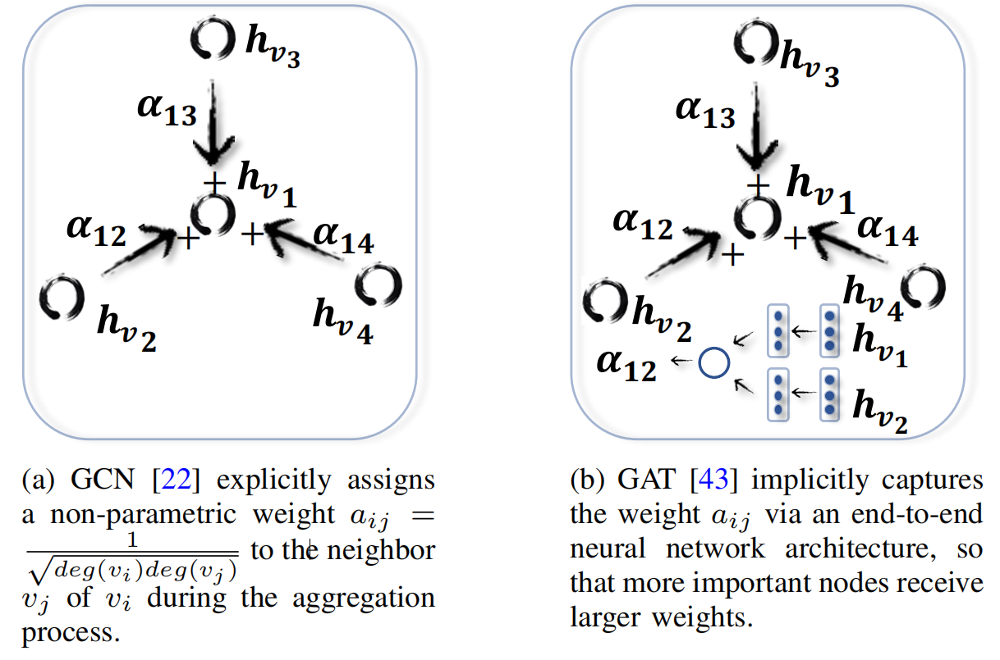 h_{v_3}
α_{13}
+ h_{v_1}
α_{12} + + α_{14}
h_{v_2} h_{v_4}
(a) GCN [22] explicitly assigns
a non-parametric weight a_{ij} =
\frac{1}{\sqrt{deg(v_i)deg(v_j)}} to the neighbor
v_j of v_i during the aggregation
process.
h_{v_3}
α_{13}
+ h_{v_1}
α_{12} + + α_{14}
h_{v_2} h_{v_4}
h_{v_1}
α_{12}
h_{v_2}
(b) GAT [43] implicitly captures
the weight a_{ij} via an end-to-end
neural network architecture, so
that more important nodes receive
larger weights.